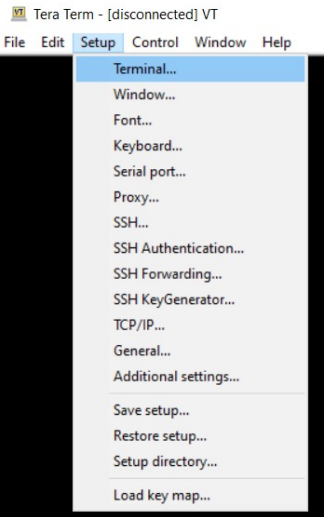 VT Tera Term - [disconnected] VT
File Edit Setup Control Window Help
Terminal...
Window...
Font...
Keyboard...
Serial port...
Proxy...
SSH...
SSH Authentication...
SSH Forwarding...
SSH KeyGenerator...
TCP/IP...
General...
Additional settings...
Save setup...
Restore setup...
Setup directory...
Load key map...